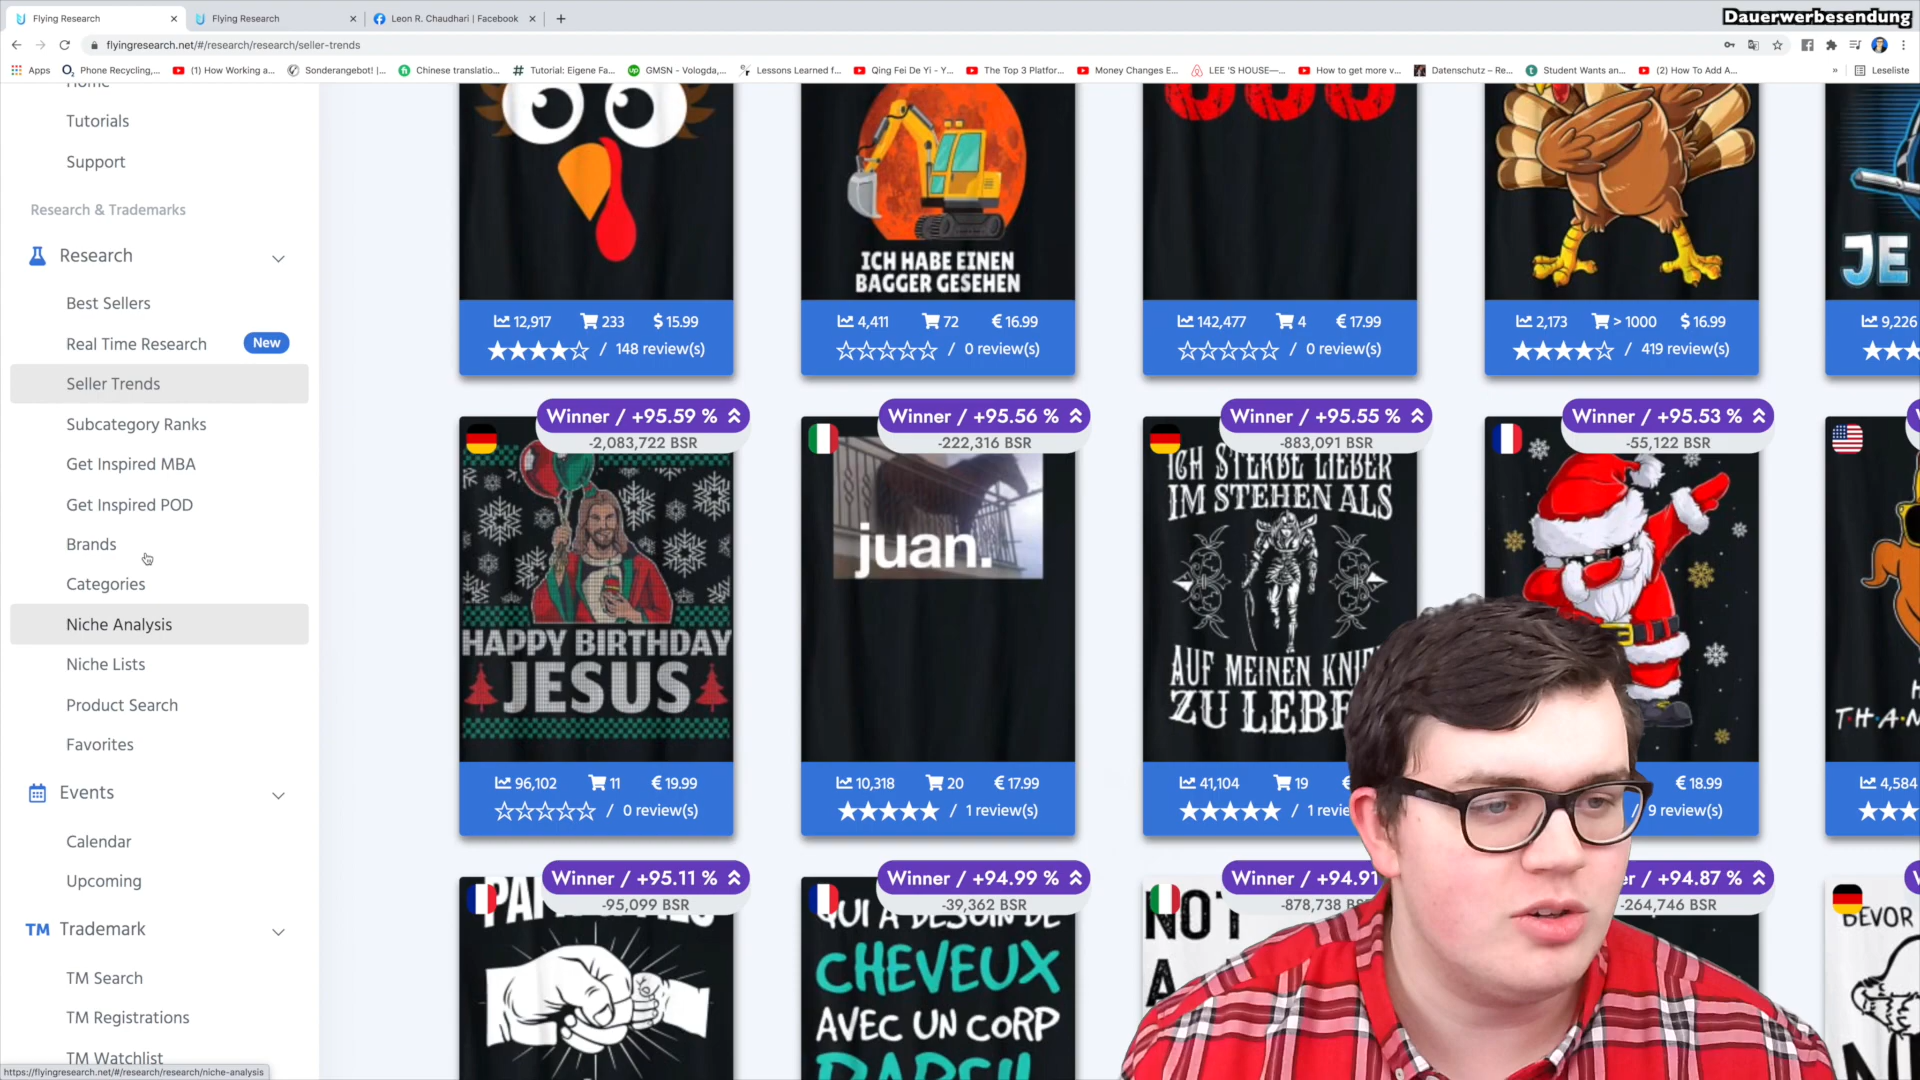 Flying Research
Flying Research
Leon R. Chaudhari | Facebook
Dauerwerbesendung
flyingresearch.net/#/research/research/seller-trends
Apps
Phone Recycling,...
(1) How Working a...
Sonderangebot! |...
Chinese translatio...
Tutorial: Eigene Fa...
GMSN - Vologda,...
Lessons Learned f...
Qing Fei De Yi - Y...
The Top 3 Platfor...
Money Changes E...
LEE 'S HOUSE—...
How to get more v...
Datenschutz – Re...
Student Wants an...
(2) How To Add A...
»
Leseliste
Home
Tutorials
Support
Research & Trademarks
Research
Best Sellers
Real Time Research New
Seller Trends
Subcategory Ranks
Get Inspired MBA
Get Inspired POD
Brands
Categories
Niche Analysis
Niche Lists
Product Search
Favorites
Events
Calendar
Upcoming
TM Trademark
TM Search
TM Registrations
TM Watchlist
https://flyingresearch.net/#/research/research/niche-analysis
12,917 233 $ 15.99
/ 148 review(s)
ICH HABE EINEN
BAGGER GESEHEN
4,411 72 € 16.99
/ 0 review(s)
142,477 4 € 17.99
/ 0 review(s)
2,173 > 1000 $ 16.99
/ 419 review(s)
JE
9,226
Winner / +95.59 %
-2,083,722 BSR
HAPPY BIRTHDAY
JESUS
96,102 11 € 19.99
/ 0 review(s)
Winner / +95.56 %
-222,316 BSR
juan.
10,318 20 € 17.99
/ 1 review(s)
Winner / +95.55 %
-883,091 BSR
ICH STERBE LIEBER
IM STEHEN ALS
AUF MEINEN KNIE
ZU LEBE
41,104 19 €
/ 1 revie
Winner / +95.53 %
-55,122 BSR
€ 18.99
/ 9 review(s)
T·H·A·N
4,584
Winner / +95.11 %
-95,099 BSR
Winner / +94.99 %
-39,362 BSR
QUI A BESOIN DE
CHEVEUX
AVEC UN CORP
PAREIL
Winner / +94.91
-878,738 BSR
NOT
A
er / +94.87 %
-264,746 BSR
BEVOR